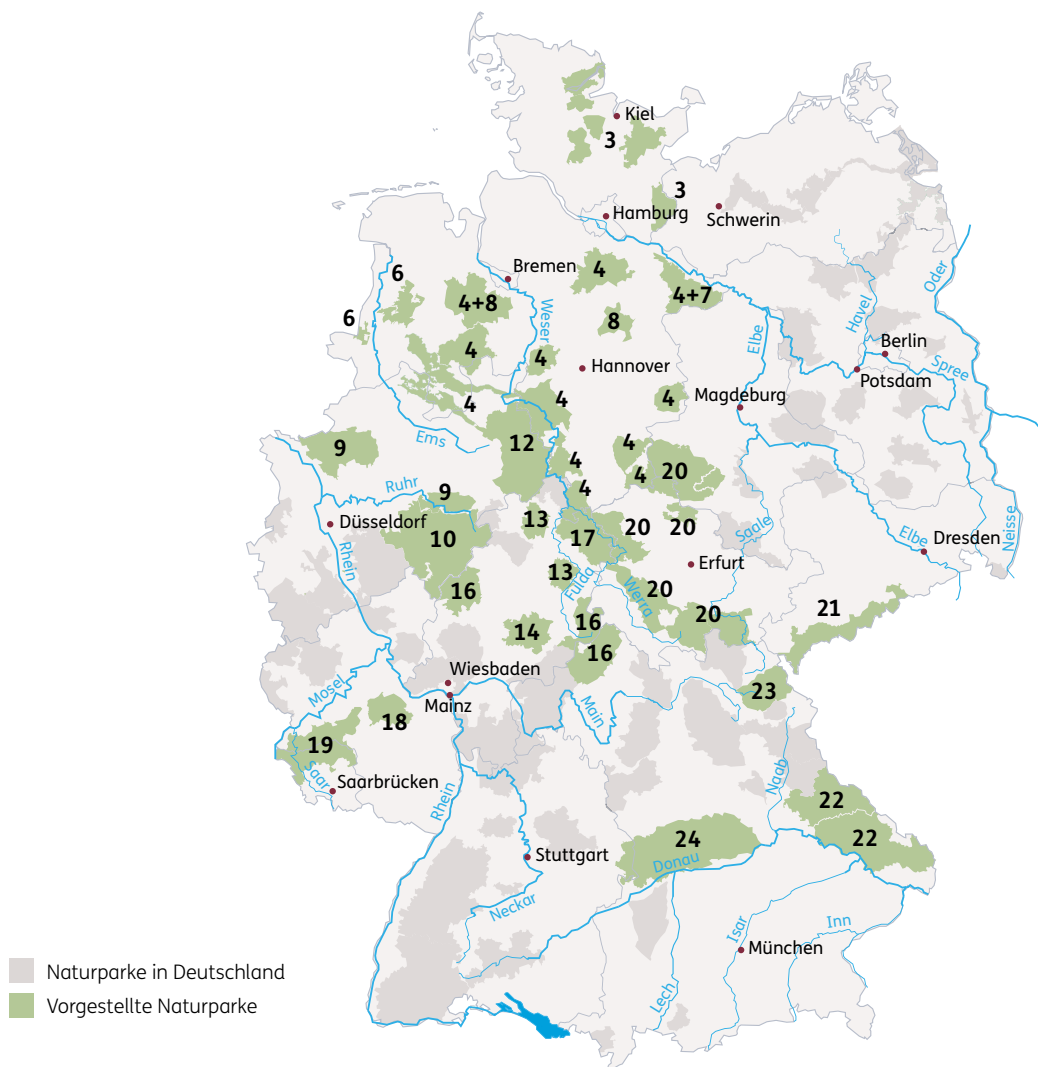 Kiel
3
3
Hamburg
Schwerin
Oder
Bremen
4
6
4+8
4+7
Havel
6
Weser
8
Elbe
Berlin
4
4
Hannover
Spree
Potsdam
4
4
4
Magdeburg
9
Ems
12
4
4
4
20
Ruhr
9
4
Düsseldorf
13
20
20
Saale
10
17
Elbe
Dresden
Neisse
Rhein
Erfurt
13
Fulda
16
20
Werra
16
20
21
14
16
Wiesbaden
Mosel
Mainz
Main
23
18
19
Saar
Saarbrücken
Rhein
Naab
22
24
22
Donau
Stuttgart
Neckar
Isar
Inn
München
Lech
Naturparke in Deutschland
Vorgestellte Naturparke